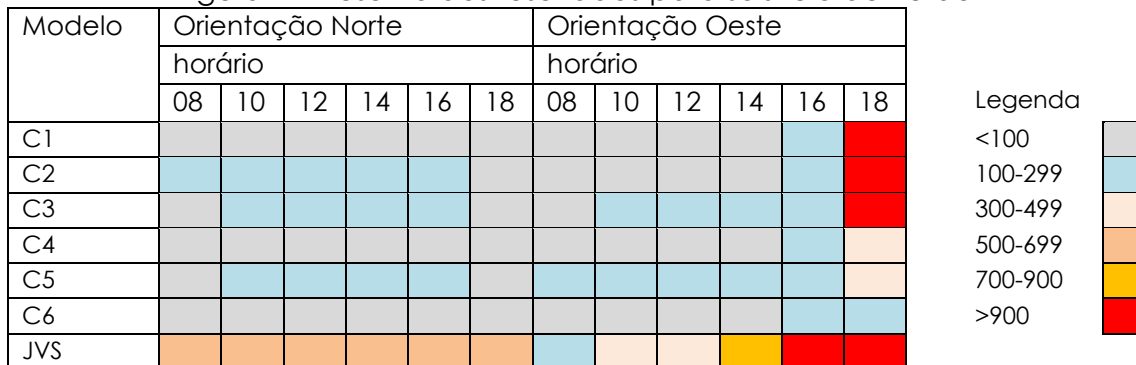 Modelo Orientação Norte Orientação Oeste
horário horário
08 10 12 14 16 18 08 10 12 14 16 18 Legenda
C1 <100
C2 100-299
C3 300-499
C4 500-699
C5 700-900
C6 >900
JVS